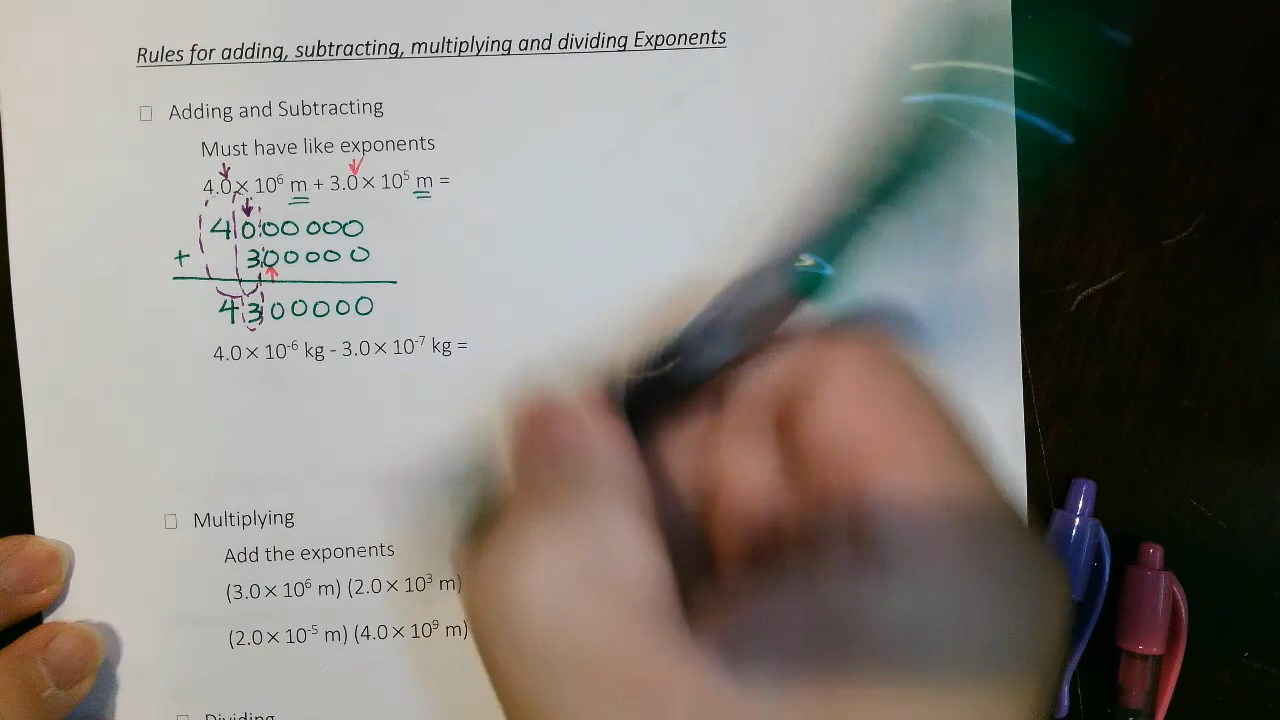 Rules for adding, subtracting, multiplying and dividing Exponents
Adding and Subtracting
Must have like exponents
4.0 × 10⁶ m + 3.0 × 10⁵ m =
4000000
+ 300000
4300000
4.0 × 10⁻⁶ kg - 3.0 × 10⁻⁷ kg =
Multiplying
Add the exponents
(3.0 × 10⁶ m) (2.0 × 10³ m)
(2.0 × 10⁻⁵ m) (4.0 × 10⁹ m)
Dividing